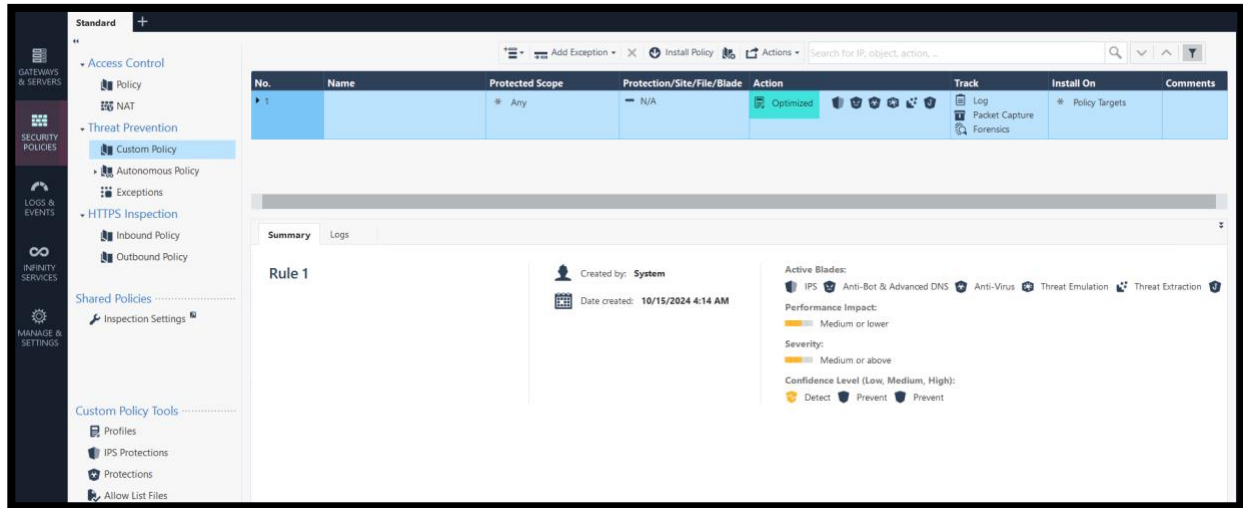 Standard +
GATEWAYS & SERVERS
SECURITY POLICIES
LOGS & EVENTS
INFINITY SERVICES
MANAGE & SETTINGS
Access Control
Policy
NAT
Threat Prevention
Custom Policy
Autonomous Policy
Exceptions
HTTPS Inspection
Inbound Policy
Outbound Policy
Shared Policies
Inspection Settings
Custom Policy Tools
Profiles
IPS Protections
Protections
Allow List Files
Add Exception Install Policy Actions Search for IP, object, action, ...
No. Name Protected Scope Protection/Site/File/Blade Action Track Install On Comments
1 * Any N/A Optimized Log * Policy Targets
Packet Capture
Forensics
Summary Logs
Rule 1
Created by: System
Date created: 10/15/2024 4:14 AM
Active Blades:
IPS Anti-Bot & Advanced DNS Anti-Virus Threat Emulation Threat Extraction
Performance Impact:
Medium or lower
Severity:
Medium or above
Confidence Level (Low, Medium, High):
Detect Prevent Prevent